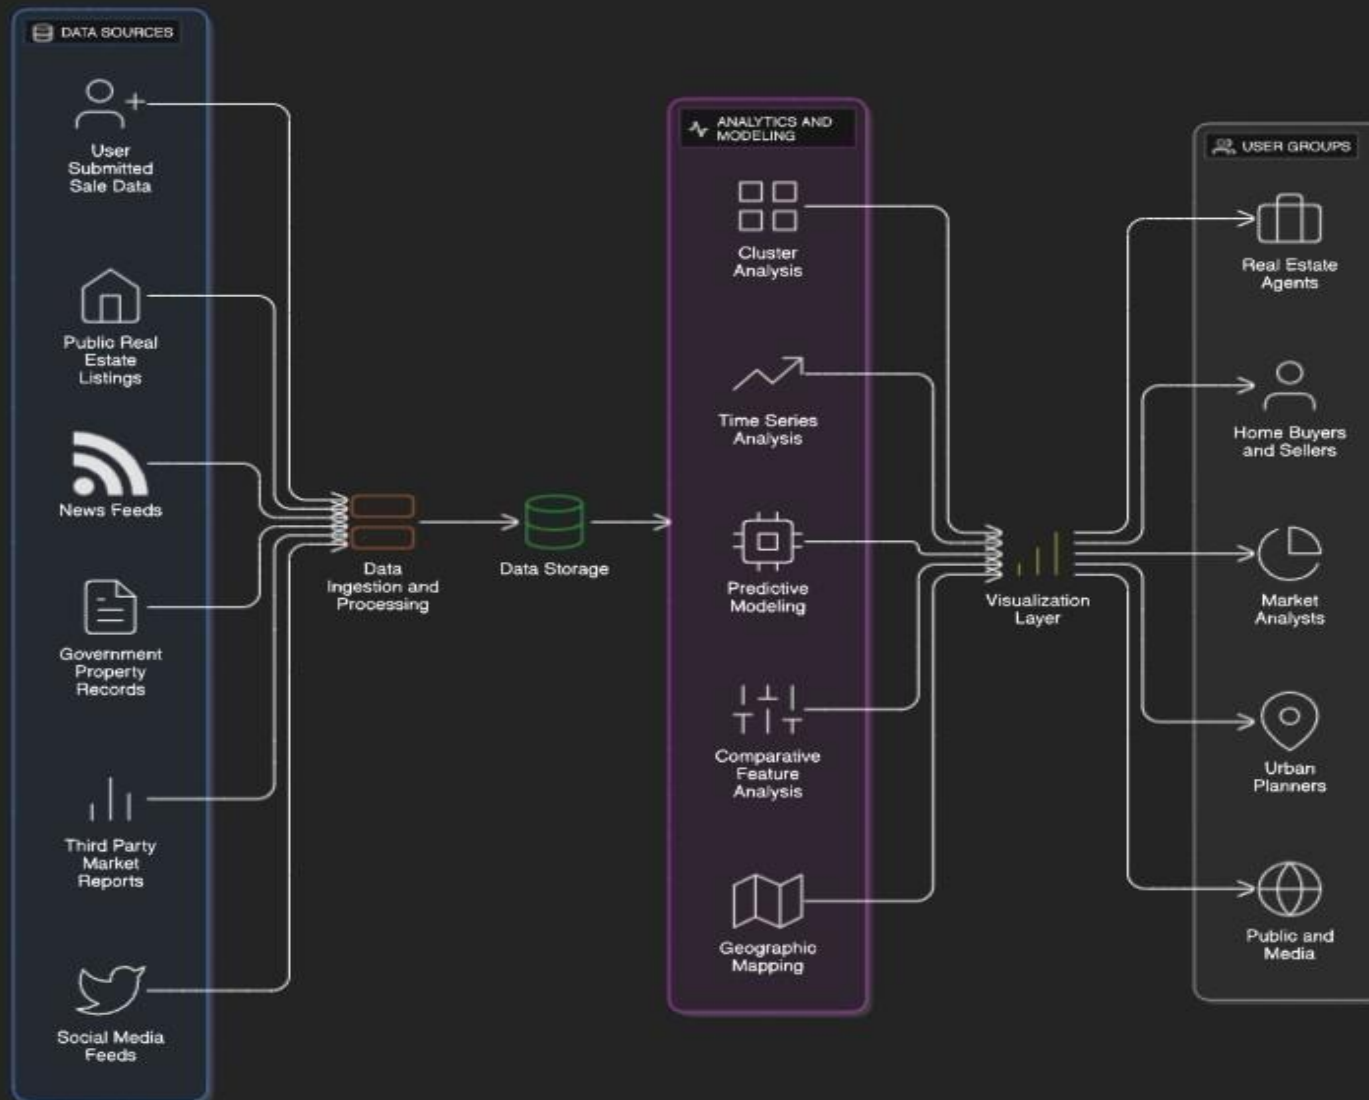 DATA SOURCES
User
Submitted
Sale Data
Public Real
Estate
Listings
News Feeds
Government
Property
Records
Third Party
Market
Reports
Social Media
Feeds
Data
Ingestion and
Processing
Data Storage
ANALYTICS AND
MODELING
Cluster
Analysis
Time Series
Analysis
Predictive
Modeling
Comparative
Feature
Analysis
Geographic
Mapping
Visualization
Layer
USER GROUPS
Real Estate
Agents
Home Buyers
and Sellers
Market
Analysts
Urban
Planners
Public and
Media